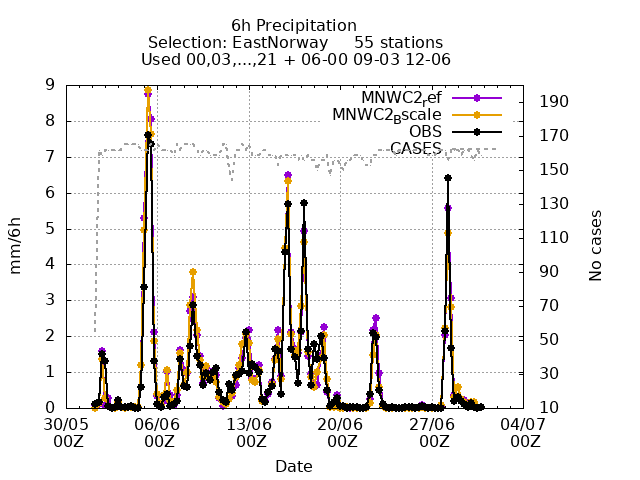 6h Precipitation
Selection: EastNorway 55 stations
Used 00,03,...,21 + 06-00 09-03 12-06
MNWC2ref
MNWC2Bscale
OBS
CASES
9
8
7
6
5
4
3
2
1
0
mm/6h
190
170
150
130
110
90
70
50
30
10
No cases
30/05 06/06 13/06 20/06 27/06 04/07
00Z 00Z 00Z 00Z 00Z 00Z
Date